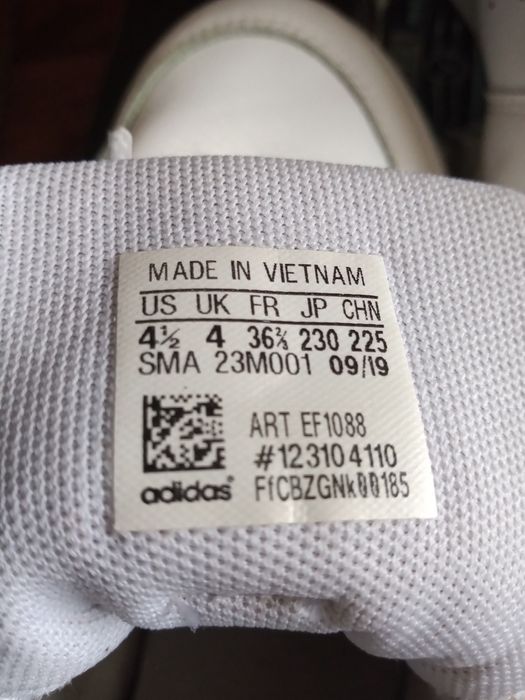 MADE IN VIETNAM
US UK FR JP CHN
4½ 4 36⅔ 230 225
SMA 23M001 09/19
ART EF1088
#123104110
adidas FfCBZGNk00185